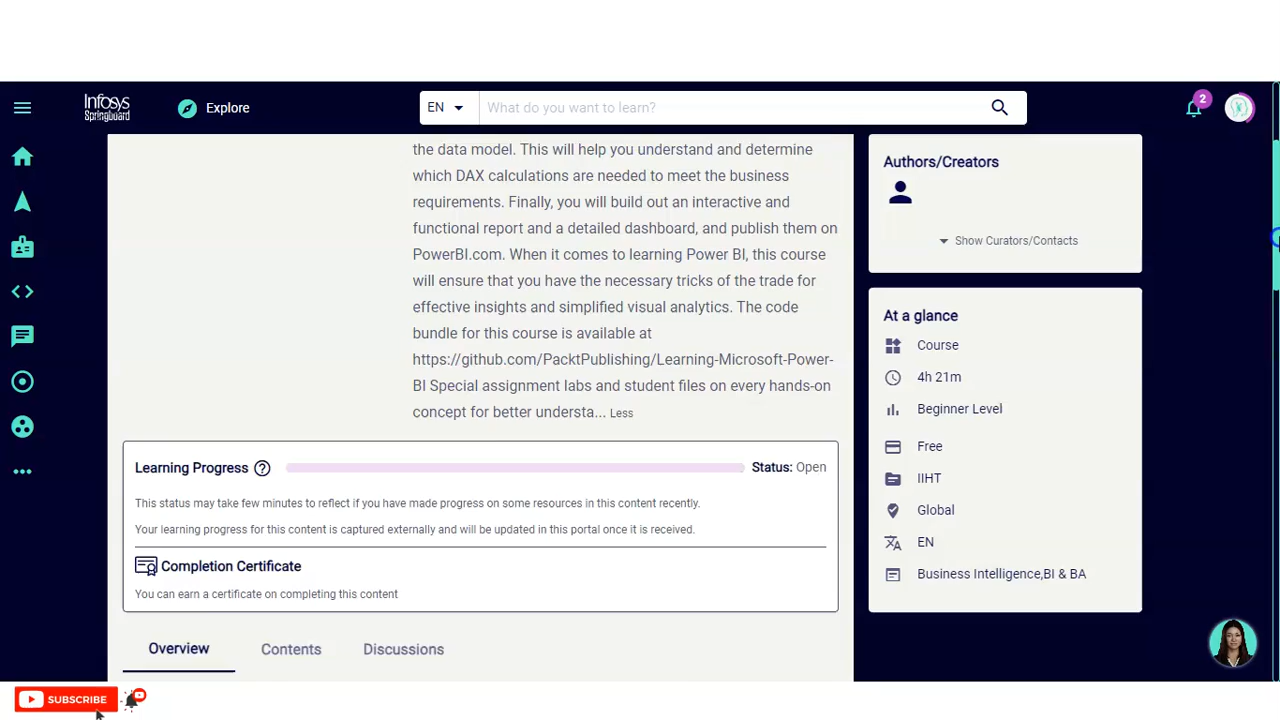 Infosys
Springboard
Explore
EN
What do you want to learn?
2
the data model. This will help you understand and determine
which DAX calculations are needed to meet the business
requirements. Finally, you will build out an interactive and
functional report and a detailed dashboard, and publish them on
PowerBI.com. When it comes to learning Power BI, this course
will ensure that you have the necessary tricks of the trade for
effective insights and simplified visual analytics. The code
bundle for this course is available at
https://github.com/PacktPublishing/Learning-Microsoft-Power-
BI Special assignment labs and student files on every hands-on
concept for better understa... Less
Learning Progress ?
Status: Open
This status may take few minutes to reflect if you have made progress on some resources in this content recently.
Your learning progress for this content is captured externally and will be updated in this portal once it is received.
Completion Certificate
You can earn a certificate on completing this content
Overview
Contents
Discussions
Authors/Creators
Show Curators/Contacts
At a glance
Course
4h 21m
Beginner Level
Free
IIHT
Global
EN
Business Intelligence,BI & BA
SUBSCRIBE